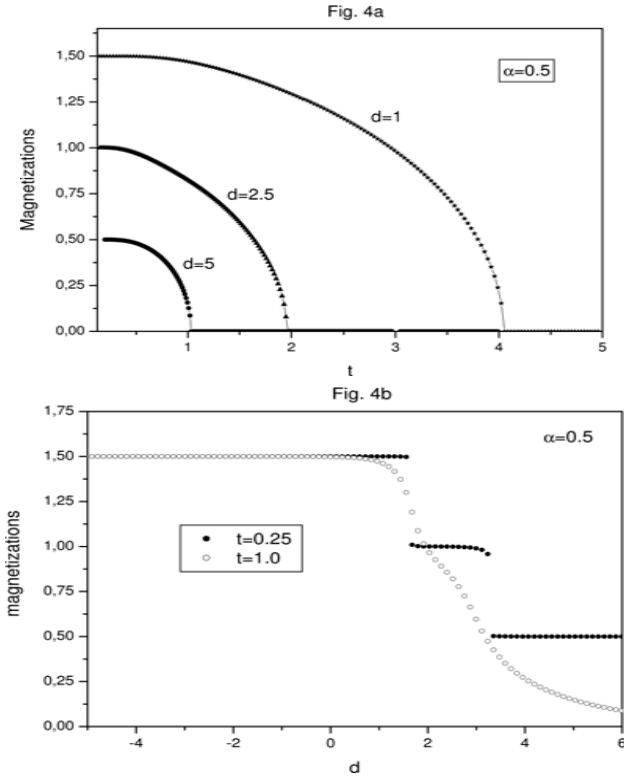 Fig. 4a
1,50
1,25
1,00
0,75
0,50
0,25
0,00
Magnetizations
α=0.5
d=1
d=2.5
d=5
1 2 3 4 5
t
Fig. 4b
1,75
1,50
1,25
1,00
0,75
0,50
0,25
0,00
magnetizations
α=0.5
t=0.25
t=1.0
-4 -2 0 2 4 6
d